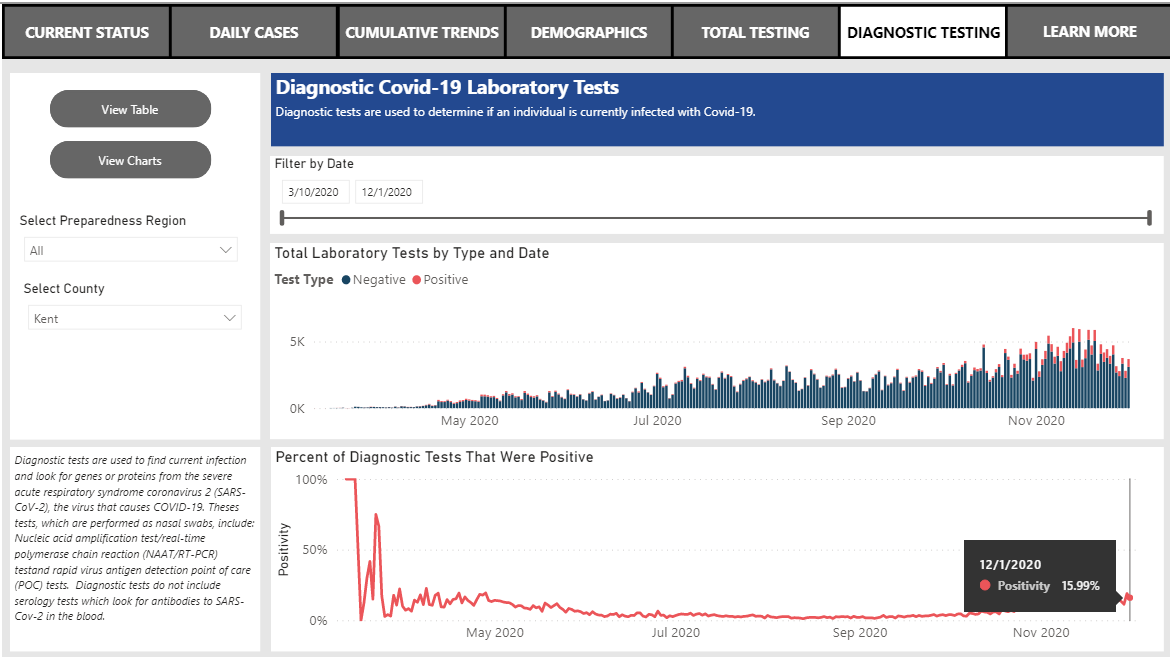 CURRENT STATUS
DAILY CASES
CUMULATIVE TRENDS
DEMOGRAPHICS
TOTAL TESTING
DIAGNOSTIC TESTING
LEARN MORE
View Table
View Charts
Select Preparedness Region
All
Select County
Kent
Diagnostic tests are used to find current infection
and look for genes or proteins from the severe
acute respiratory syndrome coronavirus 2 (SARS-
CoV-2), the virus that causes COVID-19. Theses
tests, which are performed as nasal swabs, include:
Nucleic acid amplification test/real-time
polymerase chain reaction (NAAT/RT-PCR)
testand rapid virus antigen detection point of care
(POC) tests. Diagnostic tests do not include
serology tests which look for antibodies to SARS-
Cov-2 in the blood.
Diagnostic Covid-19 Laboratory Tests
Diagnostic tests are used to determine if an individual is currently infected with Covid-19.
Filter by Date
3/10/2020 12/1/2020
Total Laboratory Tests by Type and Date
Test Type Negative Positive
5K
0K
May 2020 Jul 2020 Sep 2020 Nov 2020
Percent of Diagnostic Tests That Were Positive
100%
50%
0%
Positivity
12/1/2020
Positivity 15.99%
May 2020 Jul 2020 Sep 2020 Nov 2020